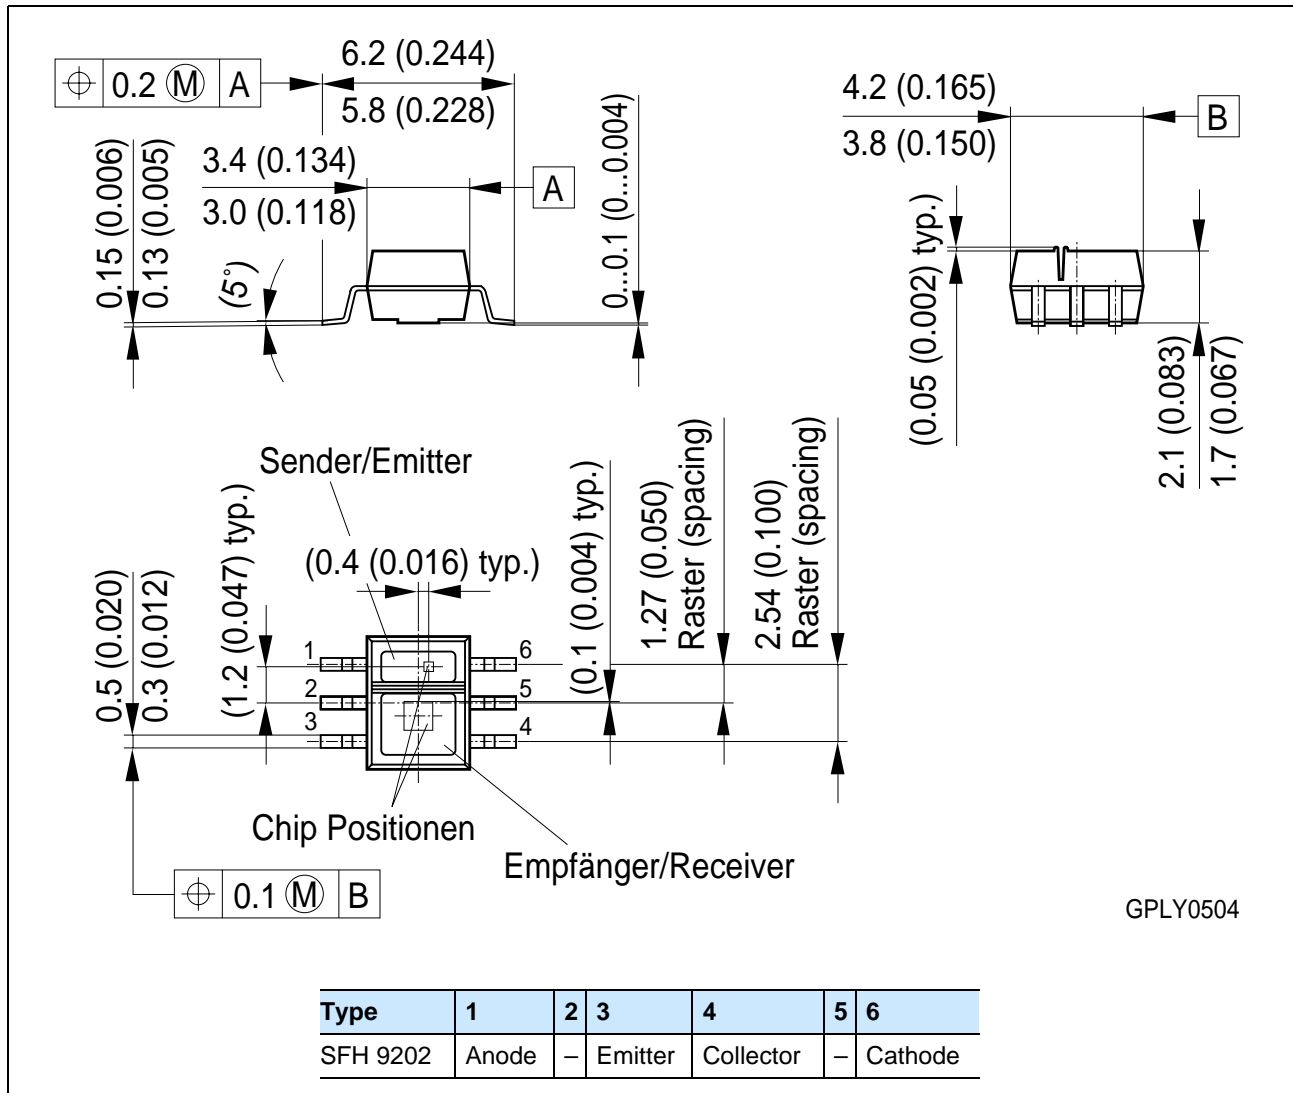 6.2 (0.244)
5.8 (0.228)
⌖ 0.2 Ⓜ A
4.2 (0.165)
3.8 (0.150)
B
3.4 (0.134)
3.0 (0.118)
A
0.15 (0.006)
0.13 (0.005)
(5°)
0...0.1 (0...0.004)
(0.05 (0.002) typ.)
2.1 (0.083)
1.7 (0.067)
Sender/Emitter
(0.4 (0.016) typ.)
(1.2 (0.047) typ.)
0.5 (0.020)
0.3 (0.012)
(0.1 (0.004) typ.)
1.27 (0.050)
Raster (spacing)
2.54 (0.100)
Raster (spacing)
1 6
2 5
3 4
Chip Positionen
Empfänger/Receiver
⌖ 0.1 Ⓜ B
GPLY0504
Type 1 2 3 4 5 6
SFH 9202 Anode – Emitter Collector – Cathode